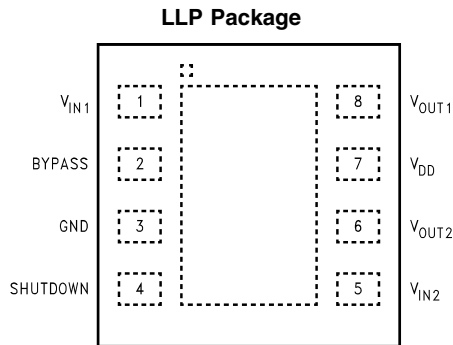 LLP Package
V_IN1 1 8 V_OUT1
BYPASS 2 7 V_DD
GND 3 6 V_OUT2
SHUTDOWN 4 5 V_IN2